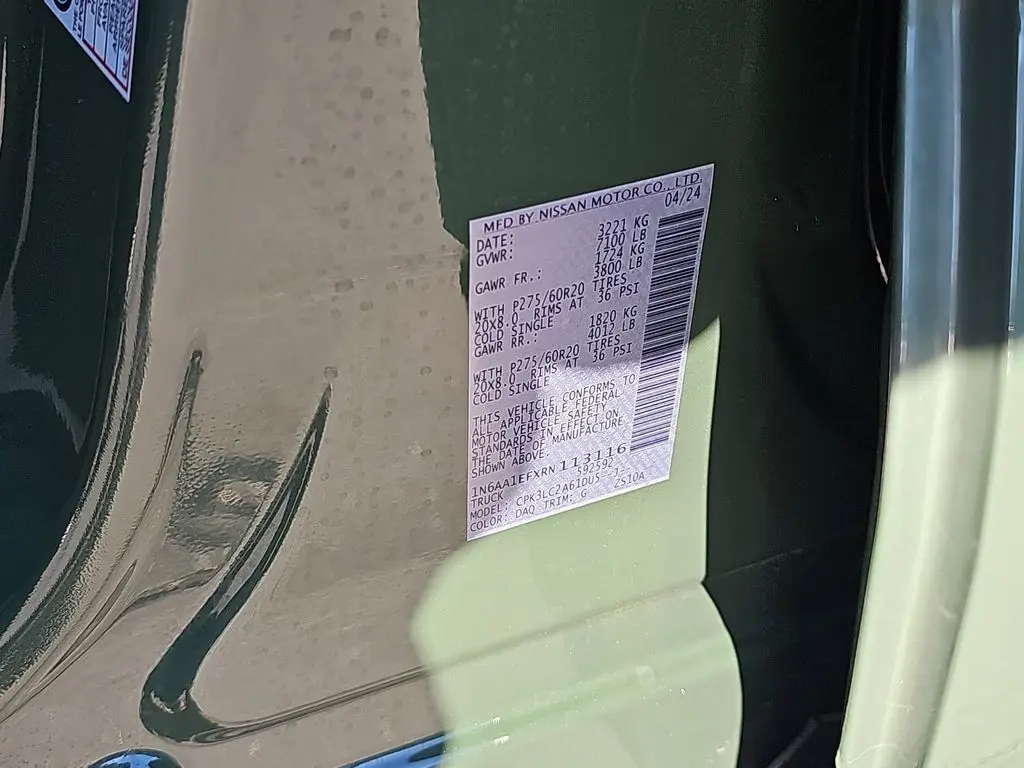 MFD BY NISSAN MOTOR CO., LTD.
DATE: 04/24
GVWR: 3221 KG
7100 LB
GAWR FR.: 1724 KG
3800 LB
WITH P275/60R20 TIRES
20X8.0 RIMS AT 36 PSI
COLD SINGLE
GAWR RR.: 1820 KG
4012 LB
WITH P275/60R20 TIRES
20X8.0 RIMS AT 36 PSI
COLD SINGLE
THIS VEHICLE CONFORMS TO
ALL APPLICABLE FEDERAL
MOTOR VEHICLE SAFETY
STANDARDS IN EFFECT ON
THE DATE OF MANUFACTURE
SHOWN ABOVE.
1N6AA1EFXRN113116
TRUCK 592592
MODEL: CPK3LC2A61DU5-J
COLOR: DAQ TRIM: G ZS10A